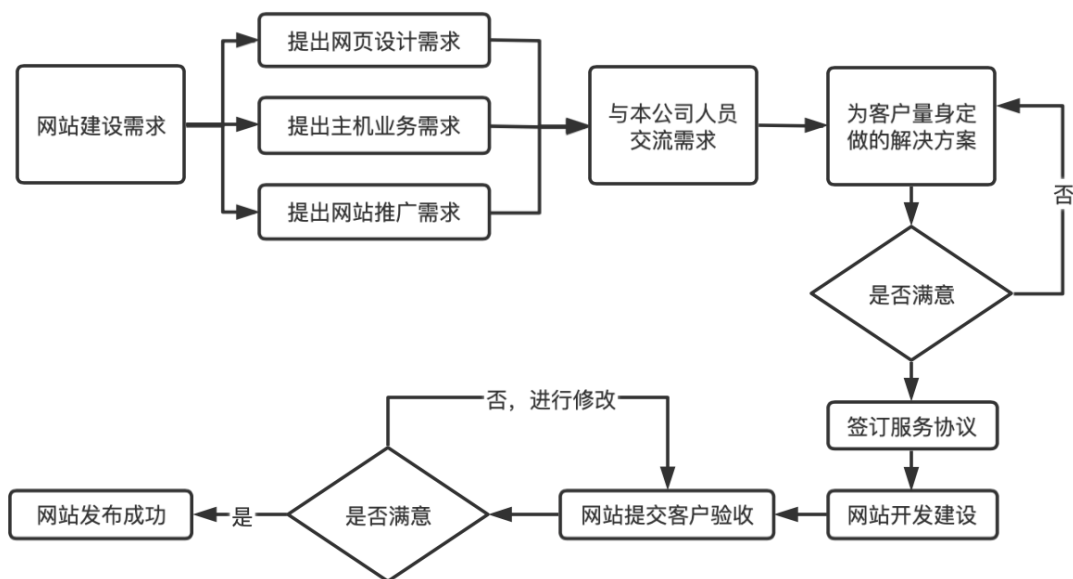 网站建设需求
提出网页设计需求
提出主机业务需求
提出网站推广需求
与本公司人员
交流需求
为客户量身定
做的解决方案
否
是否满意
签订服务协议
网站开发建设
网站提交客户验收
否，进行修改
是否满意
是
网站发布成功